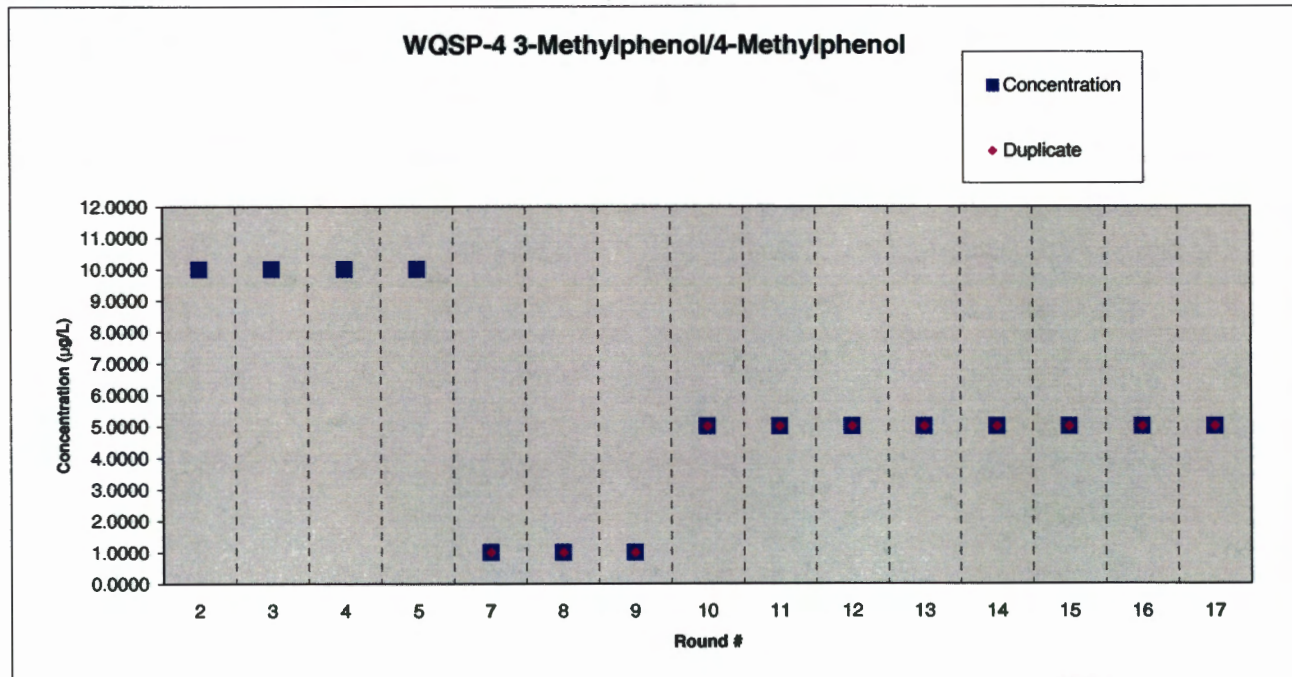 WQSP-4 3-Methylphenol/4-Methylphenol
Concentration
Duplicate
12.0000
11.0000
10.0000
9.0000
8.0000
7.0000
6.0000
5.0000
4.0000
3.0000
2.0000
1.0000
0.0000
Concentration (µg/L)
2 3 4 5 7 8 9 10 11 12 13 14 15 16 17
Round #